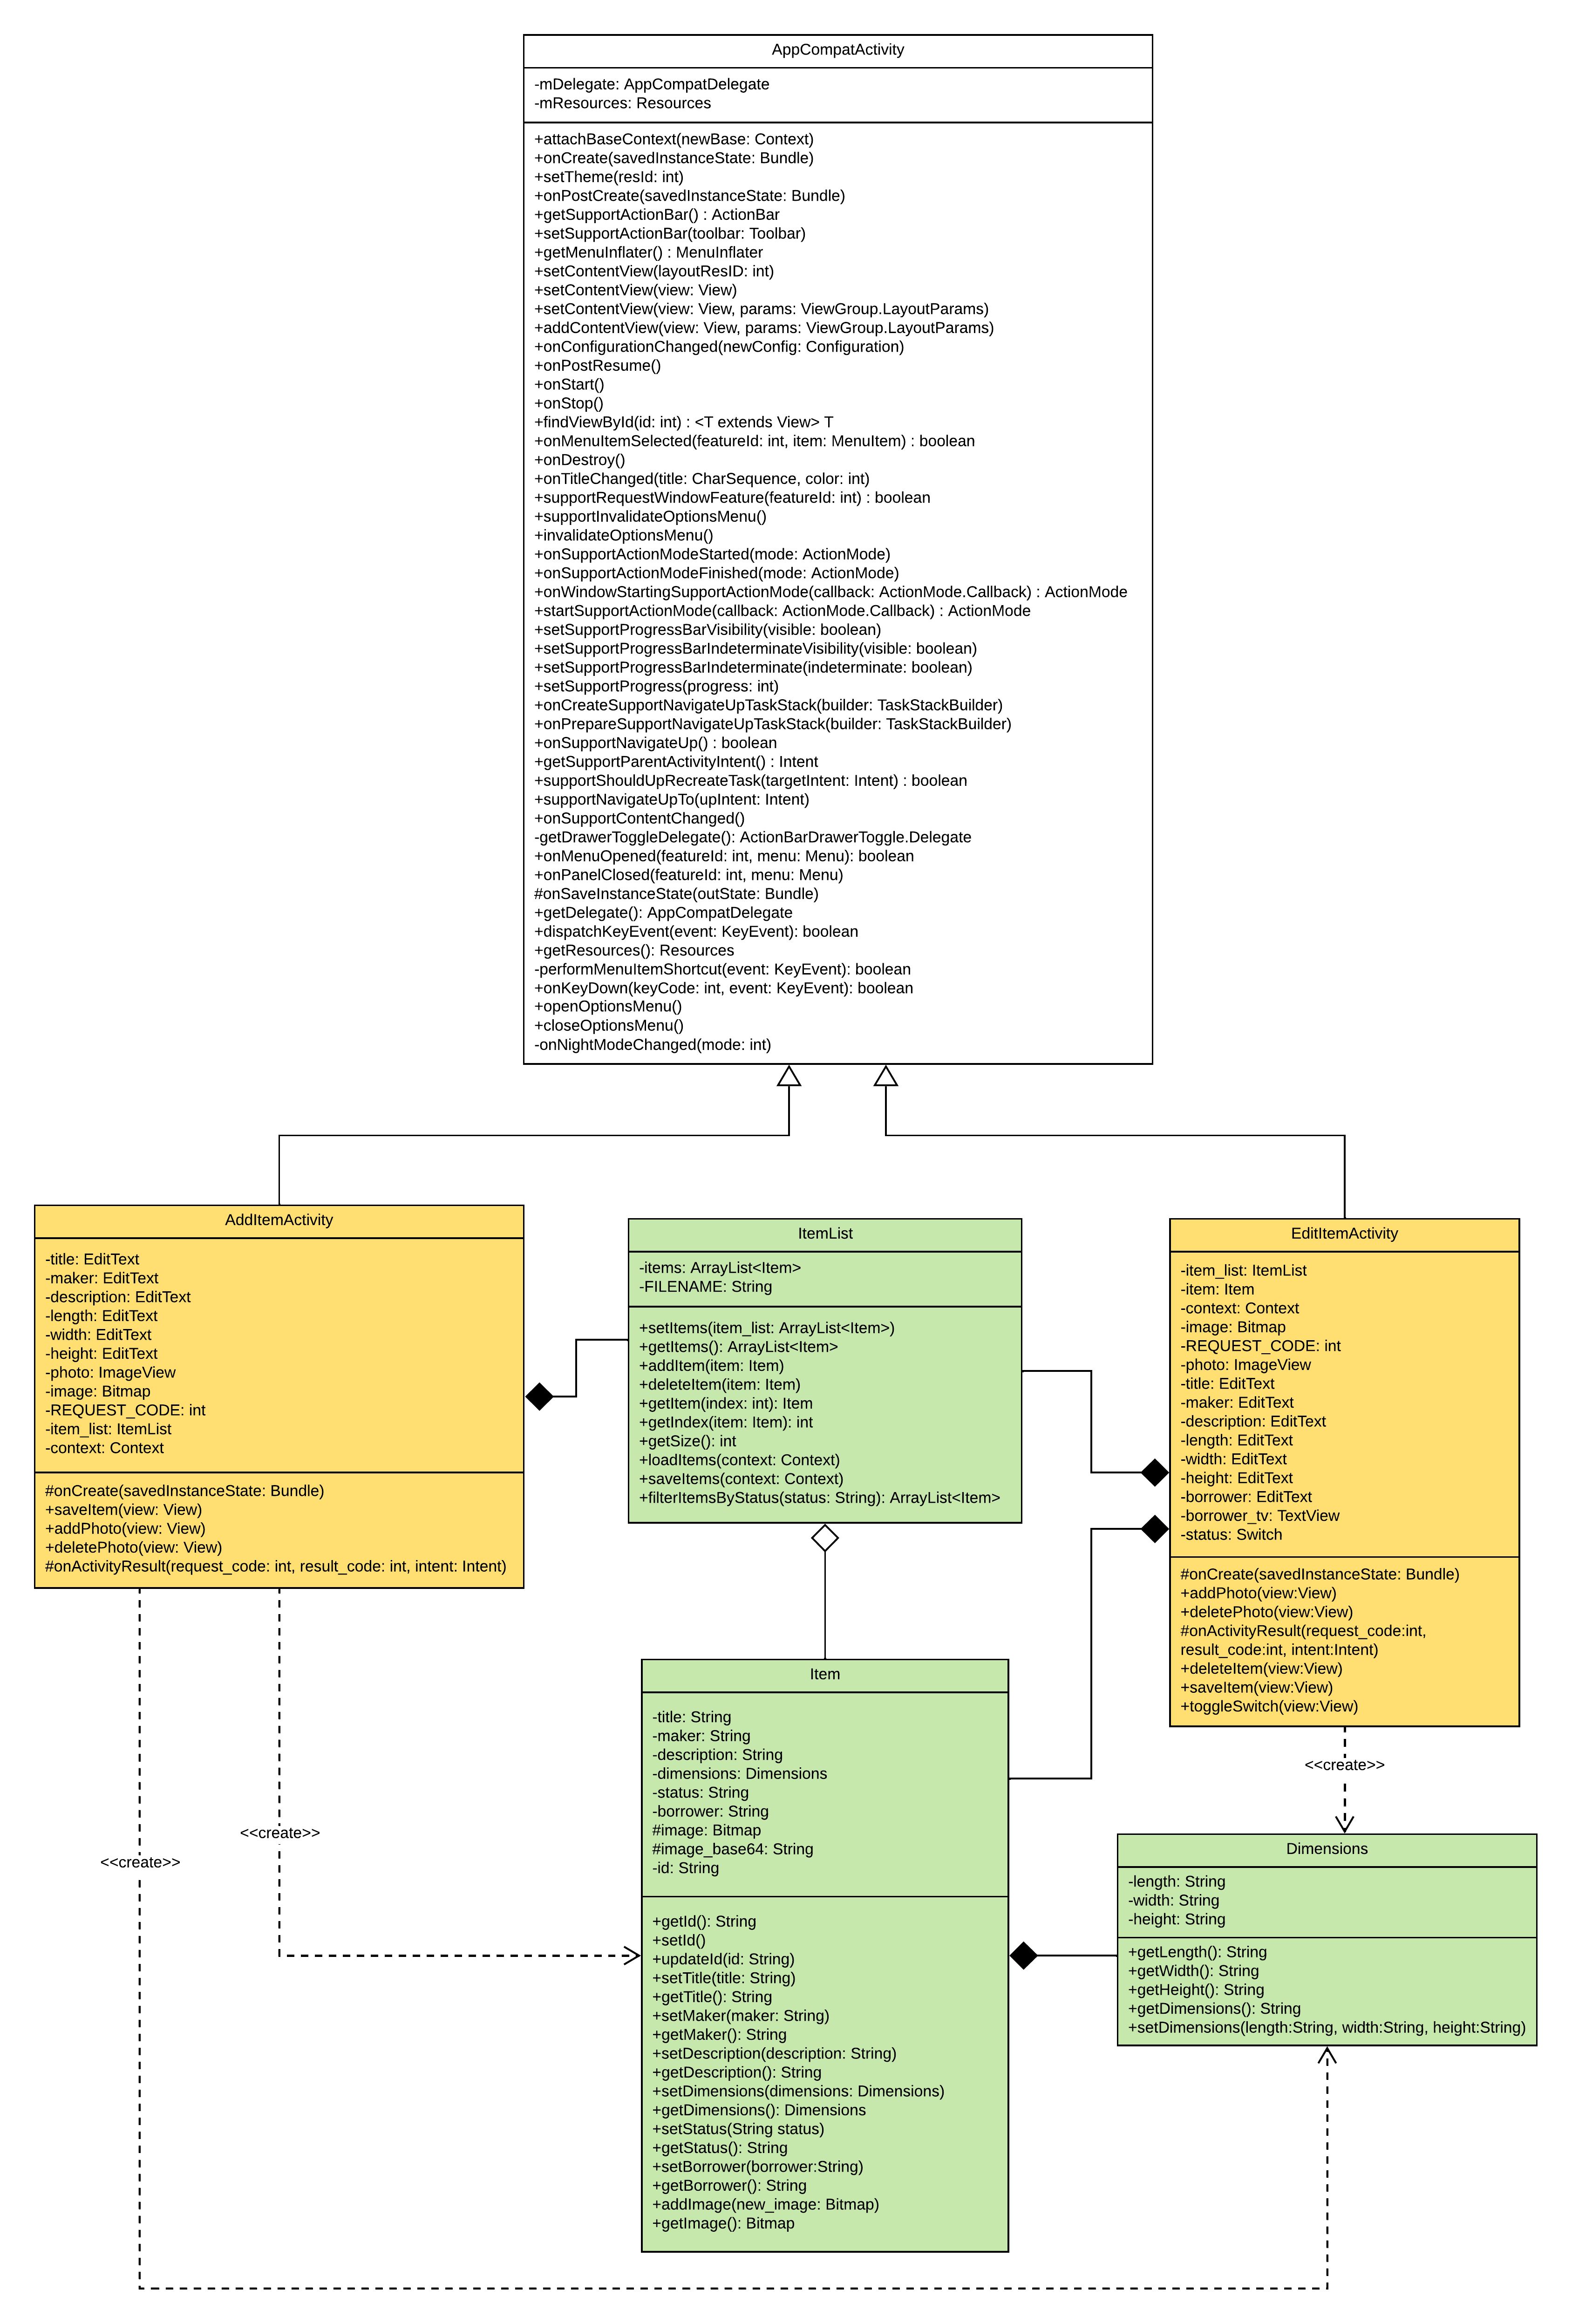 AppCompatActivity
-mDelegate: AppCompatDelegate
-mResources: Resources
+attachBaseContext(newBase: Context)
+onCreate(savedInstanceState: Bundle)
+setTheme(resId: int)
+onPostCreate(savedInstanceState: Bundle)
+getSupportActionBar() : ActionBar
+setSupportActionBar(toolbar: Toolbar)
+getMenuInflater() : MenuInflater
+setContentView(layoutResID: int)
+setContentView(view: View)
+setContentView(view: View, params: ViewGroup.LayoutParams)
+addContentView(view: View, params: ViewGroup.LayoutParams)
+onConfigurationChanged(newConfig: Configuration)
+onPostResume()
+onStart()
+onStop()
+findViewById(id: int) : <T extends View> T
+onMenuItemSelected(featureId: int, item: MenuItem) : boolean
+onDestroy()
+onTitleChanged(title: CharSequence, color: int)
+supportRequestWindowFeature(featureId: int) : boolean
+supportInvalidateOptionsMenu()
+invalidateOptionsMenu()
+onSupportActionModeStarted(mode: ActionMode)
+onSupportActionModeFinished(mode: ActionMode)
+onWindowStartingSupportActionMode(callback: ActionMode.Callback) : ActionMode
+startSupportActionMode(callback: ActionMode.Callback) : ActionMode
+setSupportProgressBarVisibility(visible: boolean)
+setSupportProgressBarIndeterminateVisibility(visible: boolean)
+setSupportProgressBarIndeterminate(indeterminate: boolean)
+setSupportProgress(progress: int)
+onCreateSupportNavigateUpTaskStack(builder: TaskStackBuilder)
+onPrepareSupportNavigateUpTaskStack(builder: TaskStackBuilder)
+onSupportNavigateUp() : boolean
+getSupportParentActivityIntent() : Intent
+supportShouldUpRecreateTask(targetIntent: Intent) : boolean
+supportNavigateUpTo(upIntent: Intent)
+onSupportContentChanged()
-getDrawerToggleDelegate(): ActionBarDrawerToggle.Delegate
+onMenuOpened(featureId: int, menu: Menu): boolean
+onPanelClosed(featureId: int, menu: Menu)
#onSaveInstanceState(outState: Bundle)
+getDelegate(): AppCompatDelegate
+dispatchKeyEvent(event: KeyEvent): boolean
+getResources(): Resources
-performMenuItemShortcut(event: KeyEvent): boolean
+onKeyDown(keyCode: int, event: KeyEvent): boolean
+openOptionsMenu()
+closeOptionsMenu()
-onNightModeChanged(mode: int)
AddItemActivity
-title: EditText
-maker: EditText
-description: EditText
-length: EditText
-width: EditText
-height: EditText
-photo: ImageView
-image: Bitmap
-REQUEST_CODE: int
-item_list: ItemList
-context: Context
#onCreate(savedInstanceState: Bundle)
+saveItem(view: View)
+addPhoto(view: View)
+deletePhoto(view: View)
#onActivityResult(request_code: int, result_code: int, intent: Intent)
ItemList
-items: ArrayList<Item>
-FILENAME: String
+setItems(item_list: ArrayList<Item>)
+getItems(): ArrayList<Item>
+addItem(item: Item)
+deleteItem(item: Item)
+getItem(index: int): Item
+getIndex(item: Item): int
+getSize(): int
+loadItems(context: Context)
+saveItems(context: Context)
+filterItemsByStatus(status: String): ArrayList<Item>
EditItemActivity
-item_list: ItemList
-item: Item
-context: Context
-image: Bitmap
-REQUEST_CODE: int
-photo: ImageView
-title: EditText
-maker: EditText
-description: EditText
-length: EditText
-width: EditText
-height: EditText
-borrower: EditText
-borrower_tv: TextView
-status: Switch
#onCreate(savedInstanceState: Bundle)
+addPhoto(view:View)
+deletePhoto(view:View)
#onActivityResult(request_code:int,
result_code:int, intent:Intent)
+deleteItem(view:View)
+saveItem(view:View)
+toggleSwitch(view:View)
<<create>>
<<create>>
<<create>>
Item
-title: String
-maker: String
-description: String
-dimensions: Dimensions
-status: String
-borrower: String
#image: Bitmap
#image_base64: String
-id: String
+getId(): String
+setId()
+updateId(id: String)
+setTitle(title: String)
+getTitle(): String
+setMaker(maker: String)
+getMaker(): String
+setDescription(description: String)
+getDescription(): String
+setDimensions(dimensions: Dimensions)
+getDimensions(): Dimensions
+setStatus(String status)
+getStatus(): String
+setBorrower(borrower:String)
+getBorrower(): String
+addImage(new_image: Bitmap)
+getImage(): Bitmap
Dimensions
-length: String
-width: String
-height: String
+getLength(): String
+getWidth(): String
+getHeight(): String
+getDimensions(): String
+setDimensions(length:String, width:String, height:String)